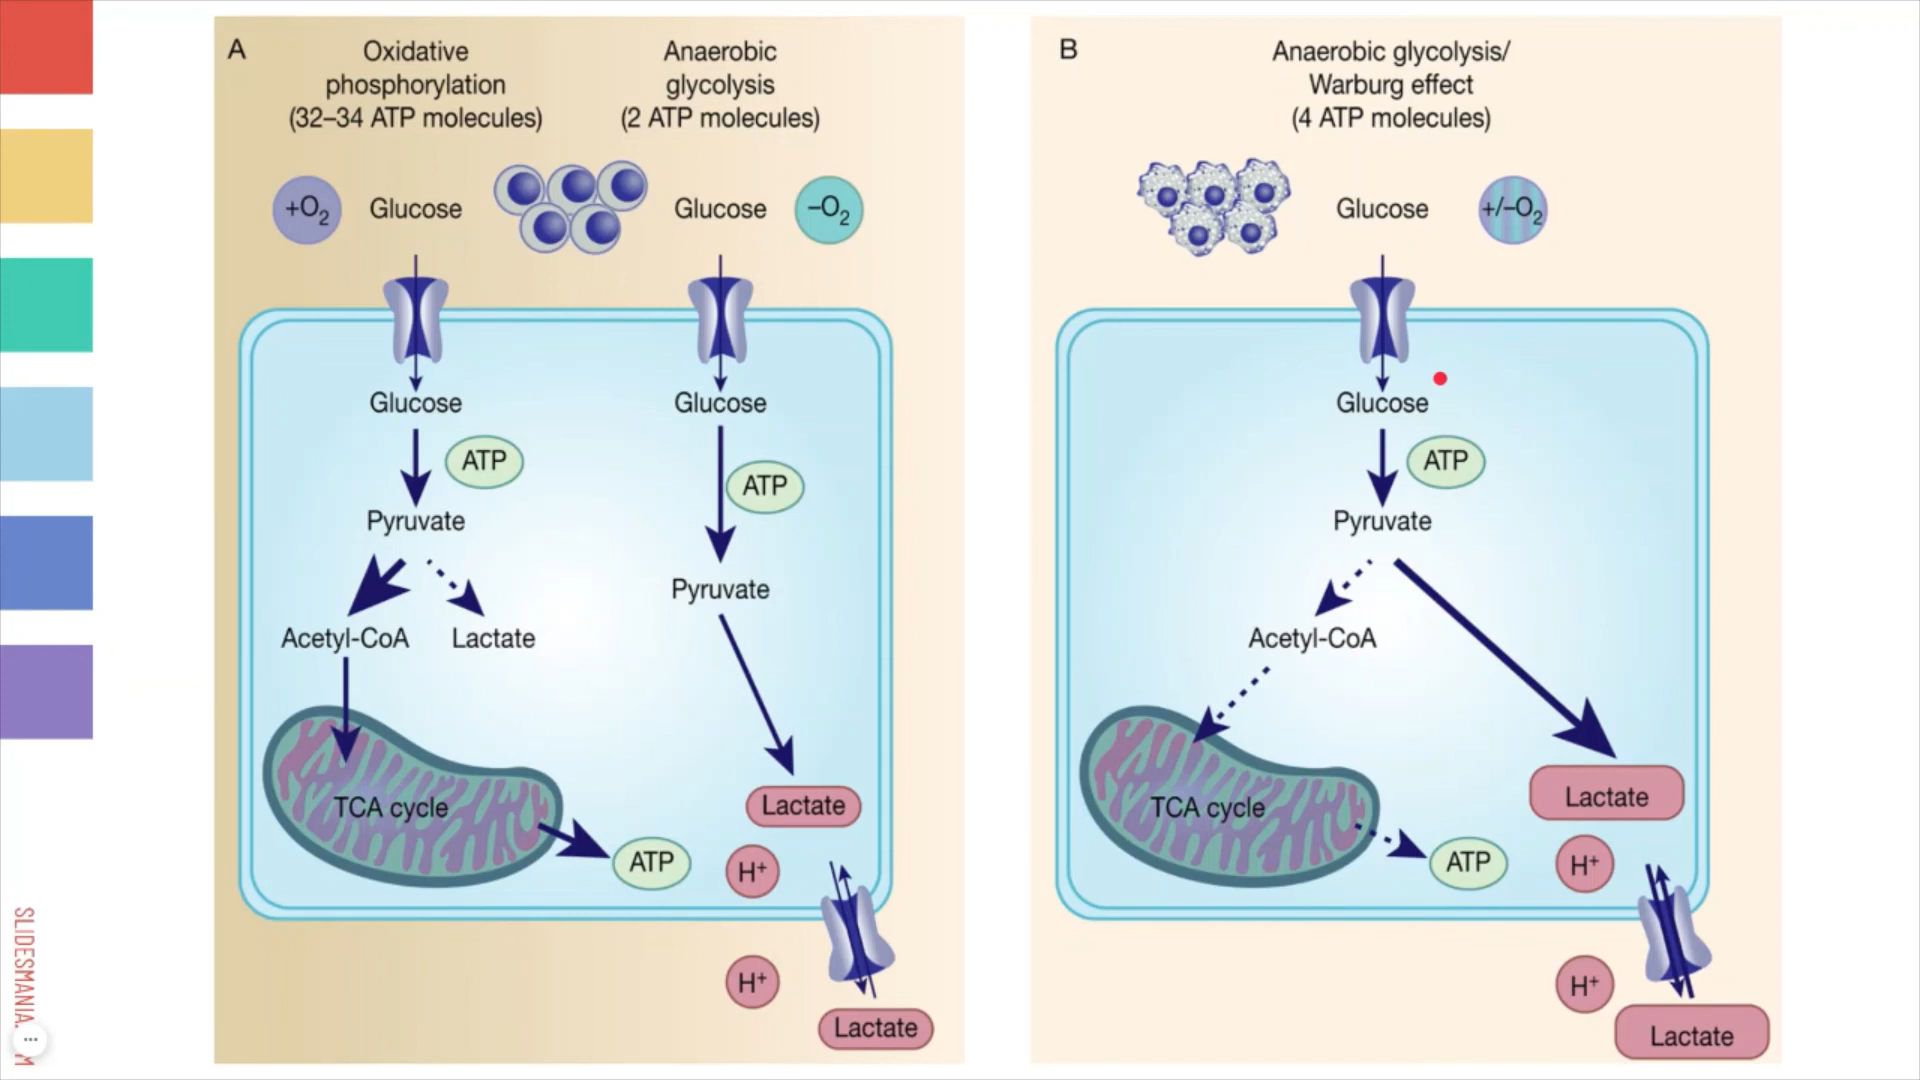 A
Oxidative
phosphorylation
(32–34 ATP molecules)
Anaerobic
glycolysis
(2 ATP molecules)
+O₂
Glucose
Glucose
–O₂
Glucose
Glucose
ATP
ATP
Pyruvate
Pyruvate
Acetyl-CoA
Lactate
TCA cycle
Lactate
ATP
H⁺
H⁺
Lactate
B
Anaerobic glycolysis/
Warburg effect
(4 ATP molecules)
Glucose
+/–O₂
Glucose
ATP
Pyruvate
Acetyl-CoA
TCA cycle
Lactate
ATP
H⁺
H⁺
Lactate